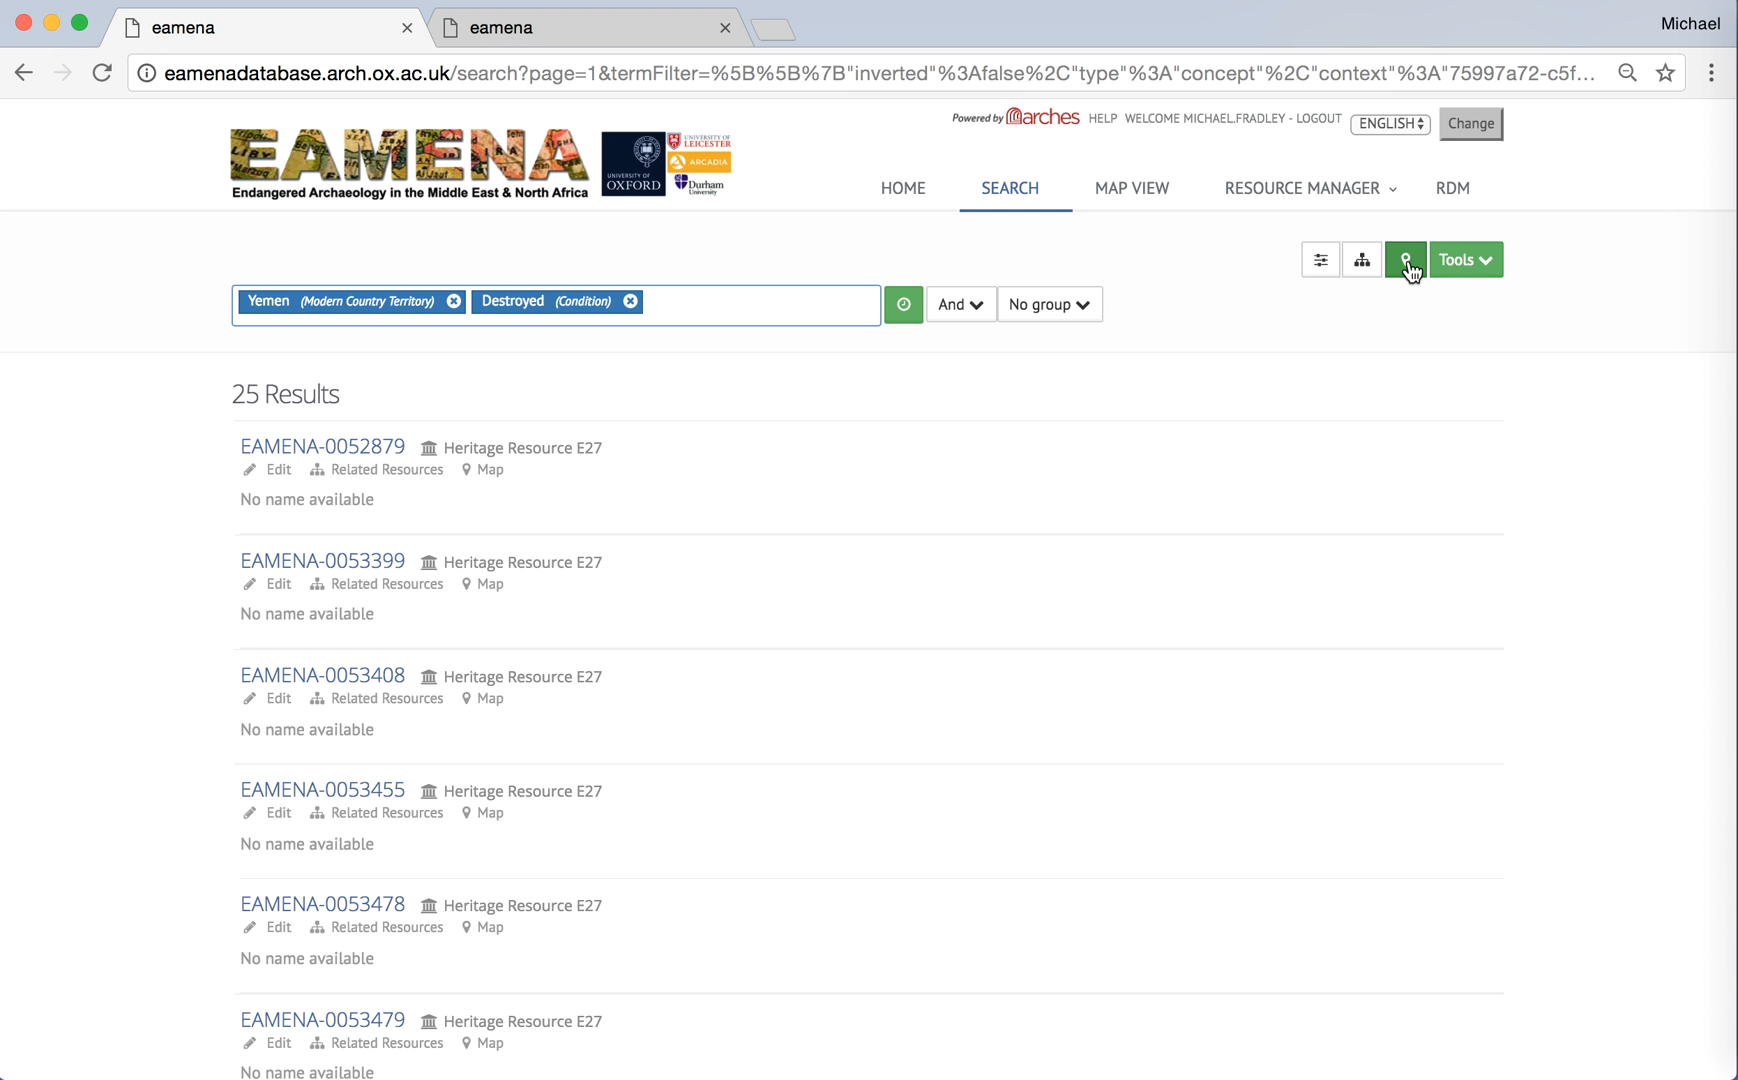 eamena
eamena
Michael
eamenadatabase.arch.ox.ac.uk/search?page=1&termFilter=%5B%5B%7B"inverted"%3Afalse%2C"type"%3A"concept"%2C"context"%3A"75997a72-c5f...
Powered by arches HELP WELCOME MICHAEL.FRADLEY - LOGOUT ENGLISH Change
EAMENA
Endangered Archaeology in the Middle East & North Africa
UNIVERSITY OF OXFORD
UNIVERSITY OF LEICESTER
ARCADIA
Durham University
HOME SEARCH MAP VIEW RESOURCE MANAGER RDM
Tools
Yemen (Modern Country Territory) Destroyed (Condition) And No group
25 Results
EAMENA-0052879 Heritage Resource E27
Edit Related Resources Map
No name available
EAMENA-0053399 Heritage Resource E27
Edit Related Resources Map
No name available
EAMENA-0053408 Heritage Resource E27
Edit Related Resources Map
No name available
EAMENA-0053455 Heritage Resource E27
Edit Related Resources Map
No name available
EAMENA-0053478 Heritage Resource E27
Edit Related Resources Map
No name available
EAMENA-0053479 Heritage Resource E27
Edit Related Resources Map
No name available